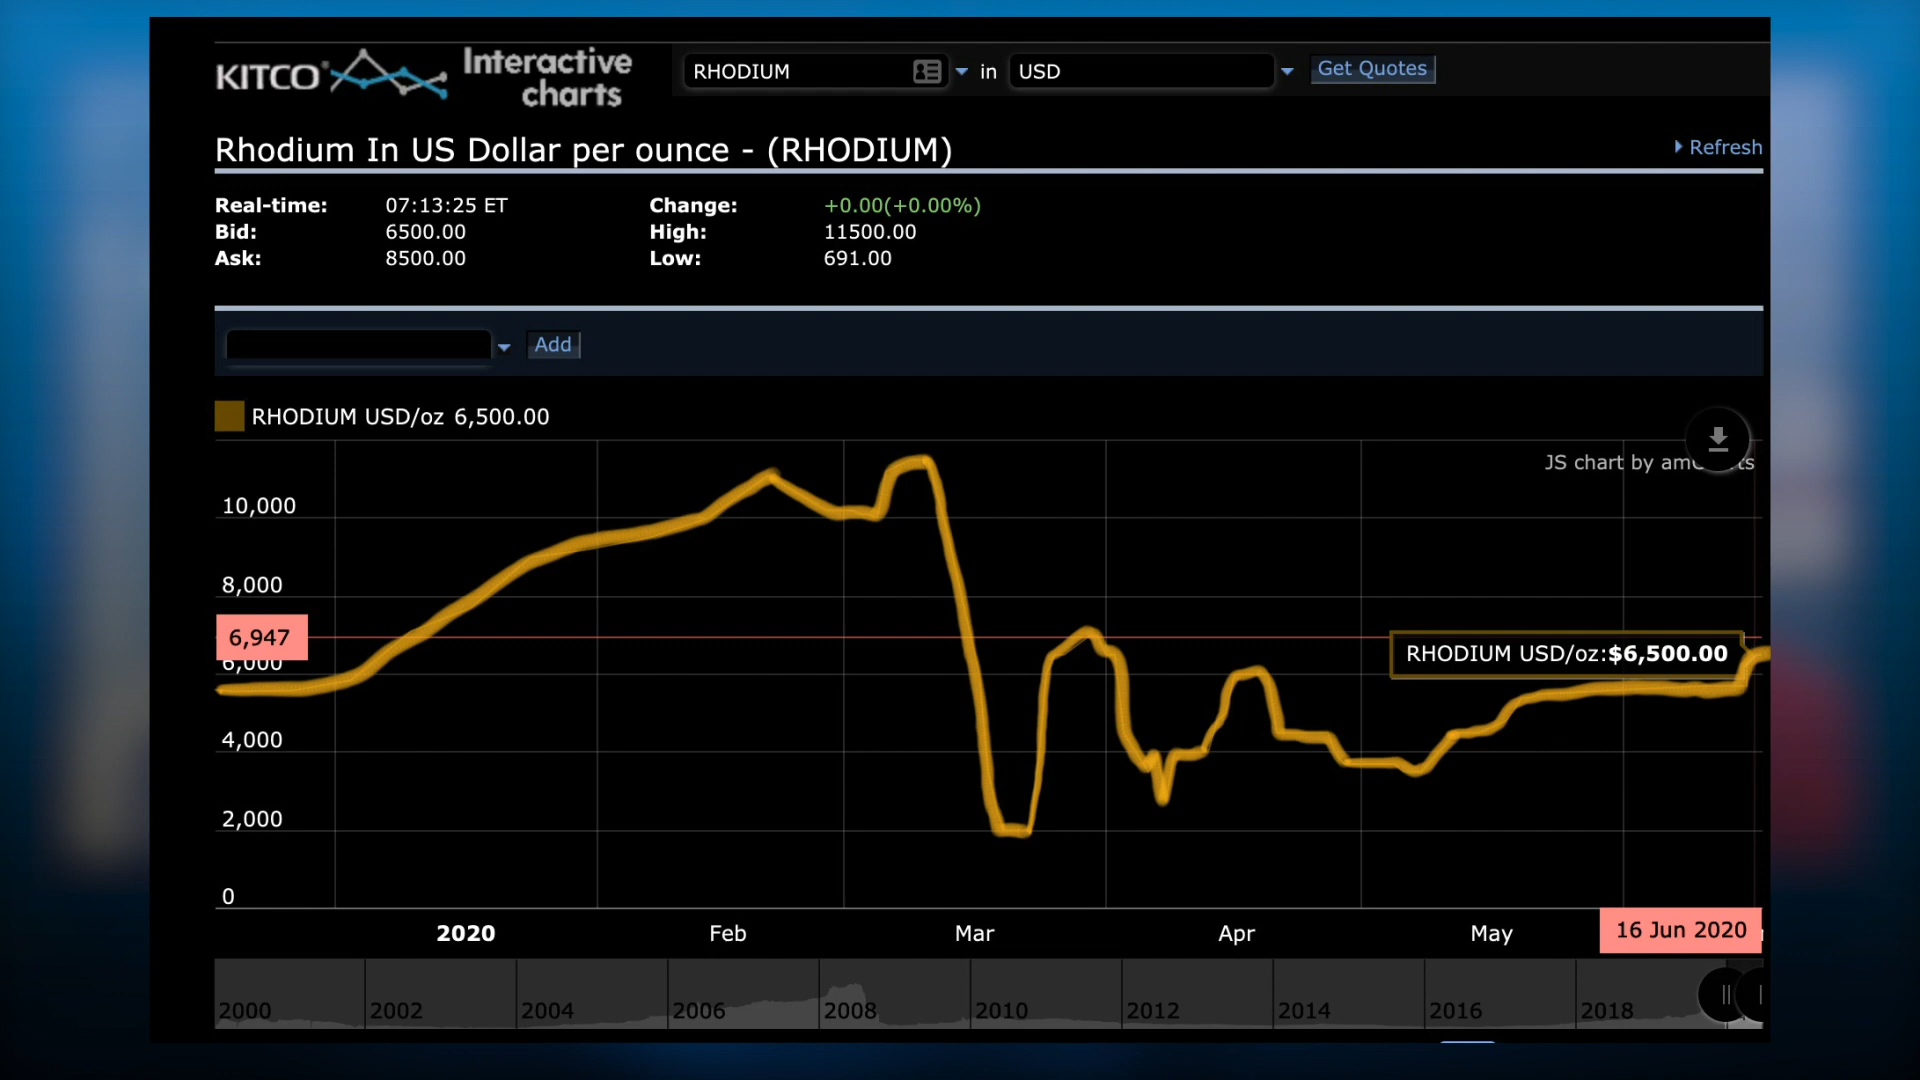 KITCO® Interactive charts
RHODIUM in USD Get Quotes
Rhodium In US Dollar per ounce - (RHODIUM)
Refresh
Real-time: 07:13:25 ET Change: +0.00(+0.00%)
Bid: 6500.00 High: 11500.00
Ask: 8500.00 Low: 691.00
Add
RHODIUM USD/oz 6,500.00
JS chart by
10,000
8,000
6,947
6,000
RHODIUM USD/oz:$6,500.00
4,000
2,000
0
2020 Feb Mar Apr May 16 Jun 2020
2000 2002 2004 2006 2008 2010 2012 2014 2016 2018